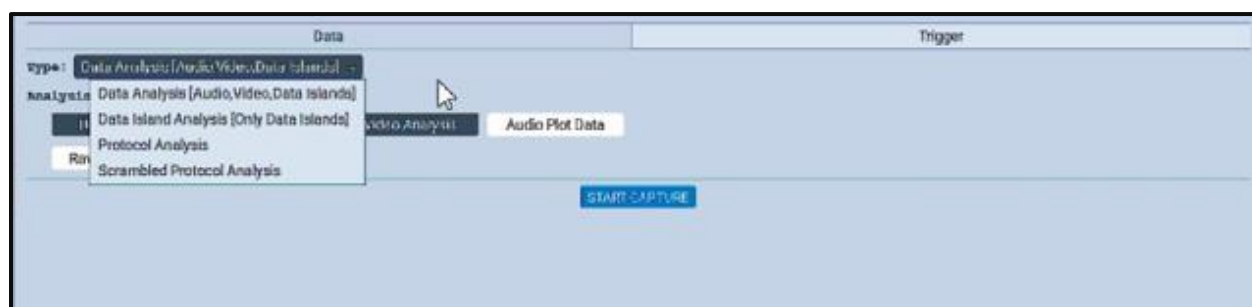 Data Trigger
Type: Data Analysis [Audio,Video,Data Islands]
Analysis
Data Analysis [Audio,Video,Data Islands]
Data Island Analysis [Only Data Islands]
Video Analysis Audio Plot Data
Protocol Analysis
Scrambled Protocol Analysis
START CAPTURE